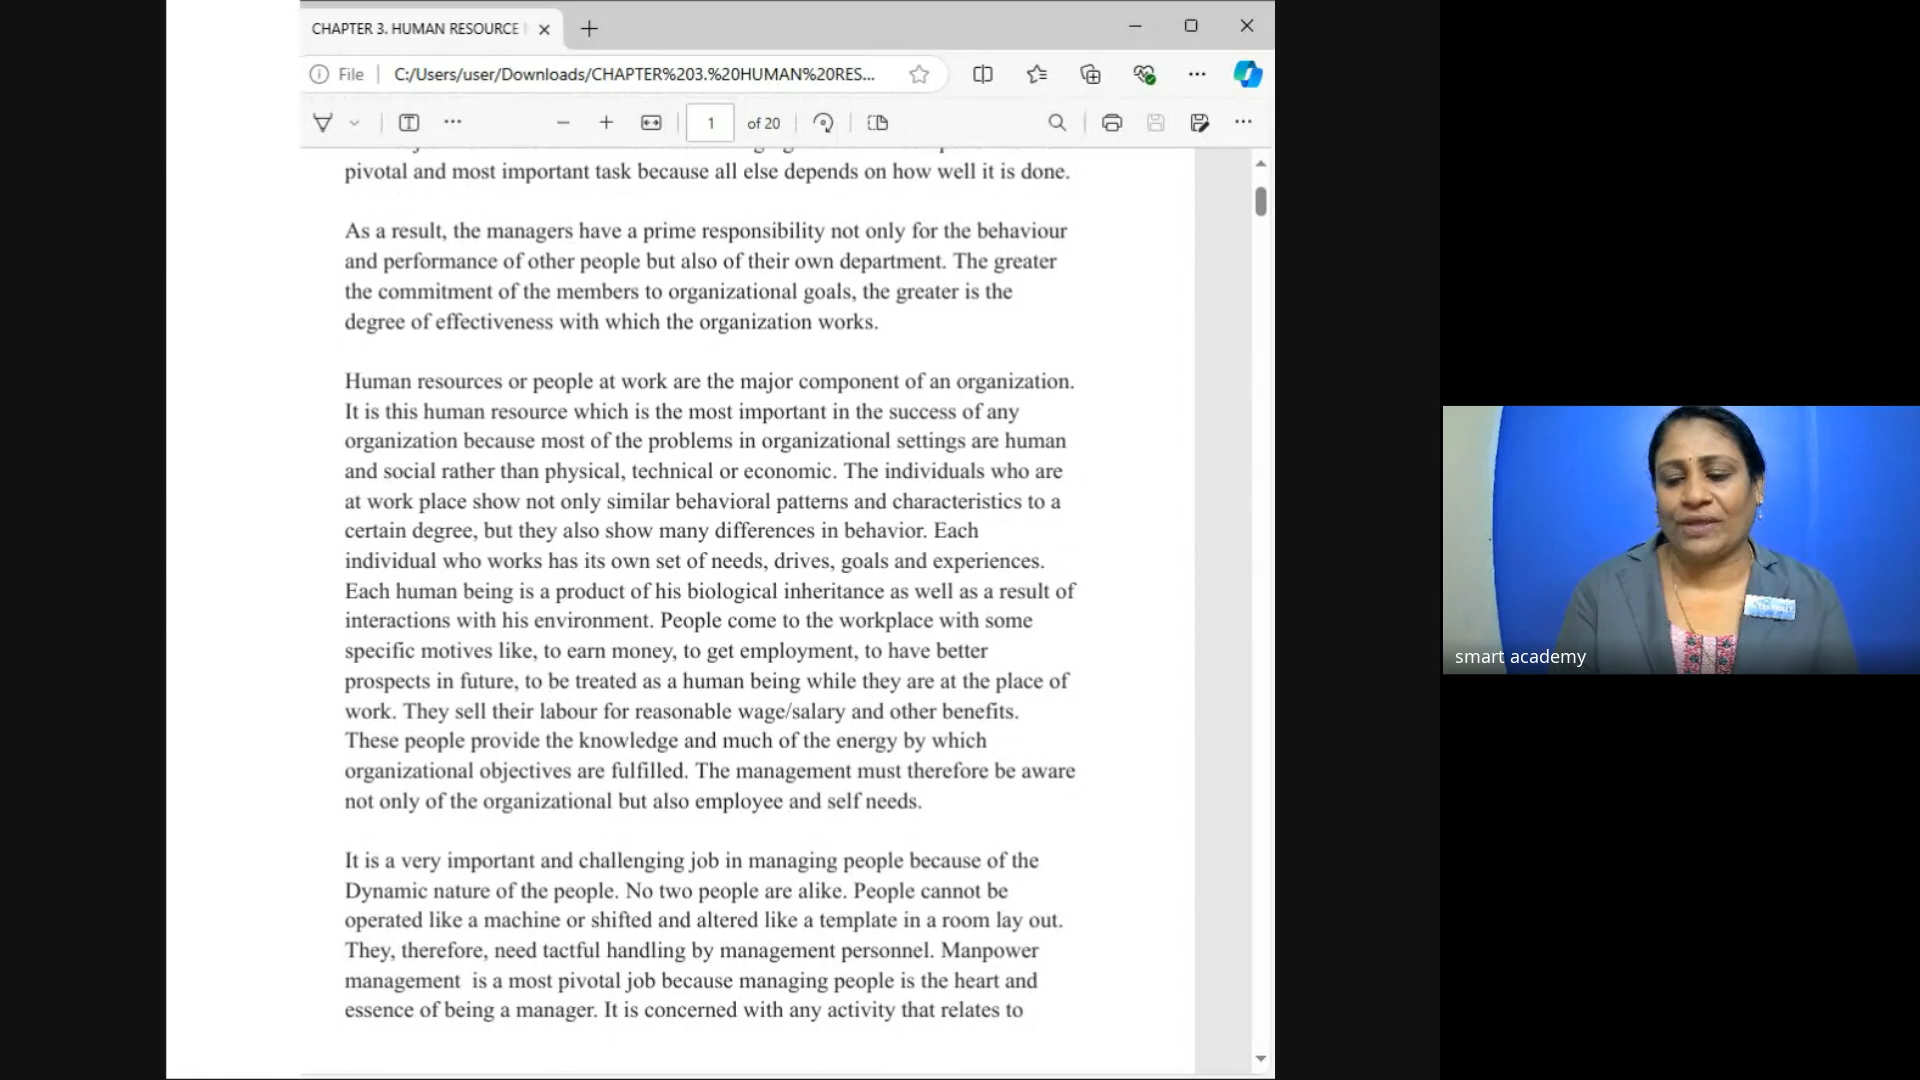 CHAPTER 3. HUMAN RESOURCE
File
C:/Users/user/Downloads/CHAPTER%203.%20HUMAN%20RES...
1 of 20
pivotal and most important task because all else depends on how well it is done.
As a result, the managers have a prime responsibility not only for the behaviour
and performance of other people but also of their own department. The greater
the commitment of the members to organizational goals, the greater is the
degree of effectiveness with which the organization works.
Human resources or people at work are the major component of an organization.
It is this human resource which is the most important in the success of any
organization because most of the problems in organizational settings are human
and social rather than physical, technical or economic. The individuals who are
at work place show not only similar behavioral patterns and characteristics to a
certain degree, but they also show many differences in behavior. Each
individual who works has its own set of needs, drives, goals and experiences.
Each human being is a product of his biological inheritance as well as a result of
interactions with his environment. People come to the workplace with some
specific motives like, to earn money, to get employment, to have better
prospects in future, to be treated as a human being while they are at the place of
work. They sell their labour for reasonable wage/salary and other benefits.
These people provide the knowledge and much of the energy by which
organizational objectives are fulfilled. The management must therefore be aware
not only of the organizational but also employee and self needs.
It is a very important and challenging job in managing people because of the
Dynamic nature of the people. No two people are alike. People cannot be
operated like a machine or shifted and altered like a template in a room lay out.
They, therefore, need tactful handling by management personnel. Manpower
management  is a most pivotal job because managing people is the heart and
essence of being a manager. It is concerned with any activity that relates to
smart academy